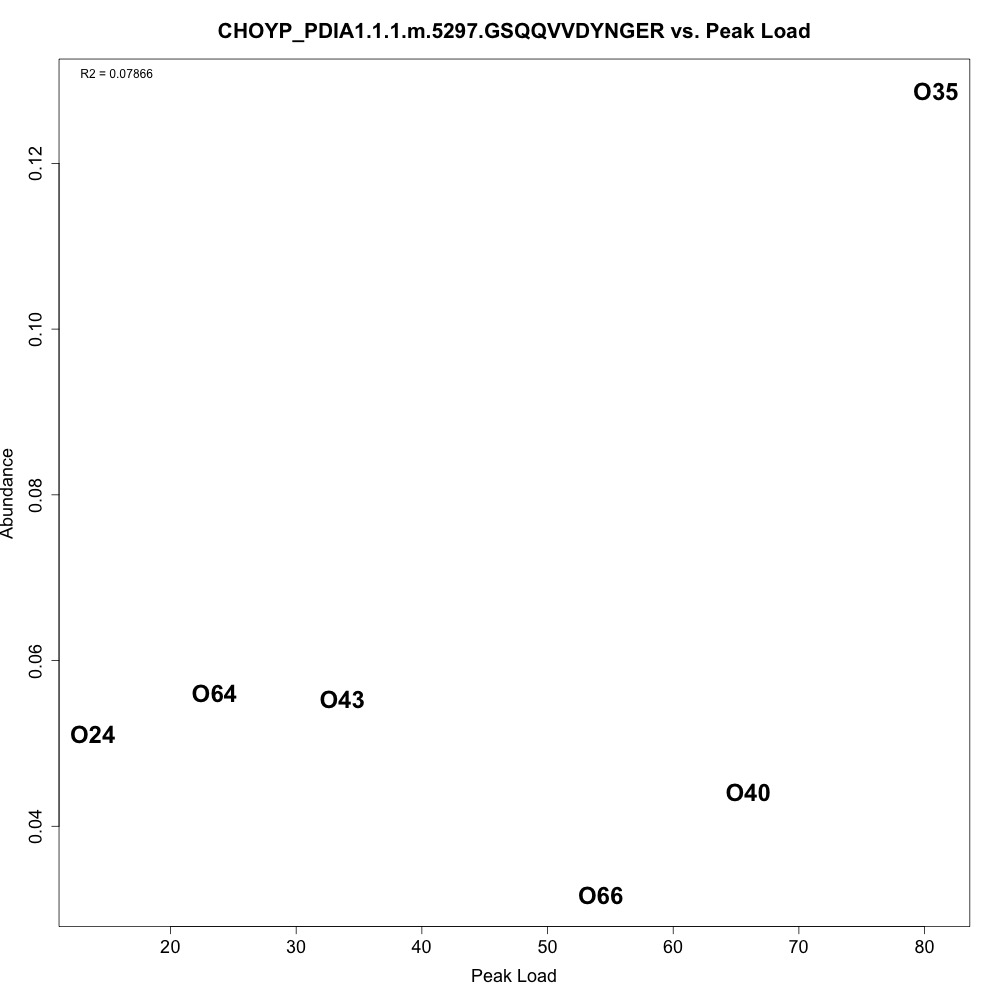 CHOYP_PDIA1.1.1.m.5297.GSQQVVDYNGER vs. Peak Load
R2 = 0.07866
O35
0.12
0.10
Abundance
0.08
0.06
O64
O43
O24
O40
0.04
O66
20 30 40 50 60 70 80
Peak Load